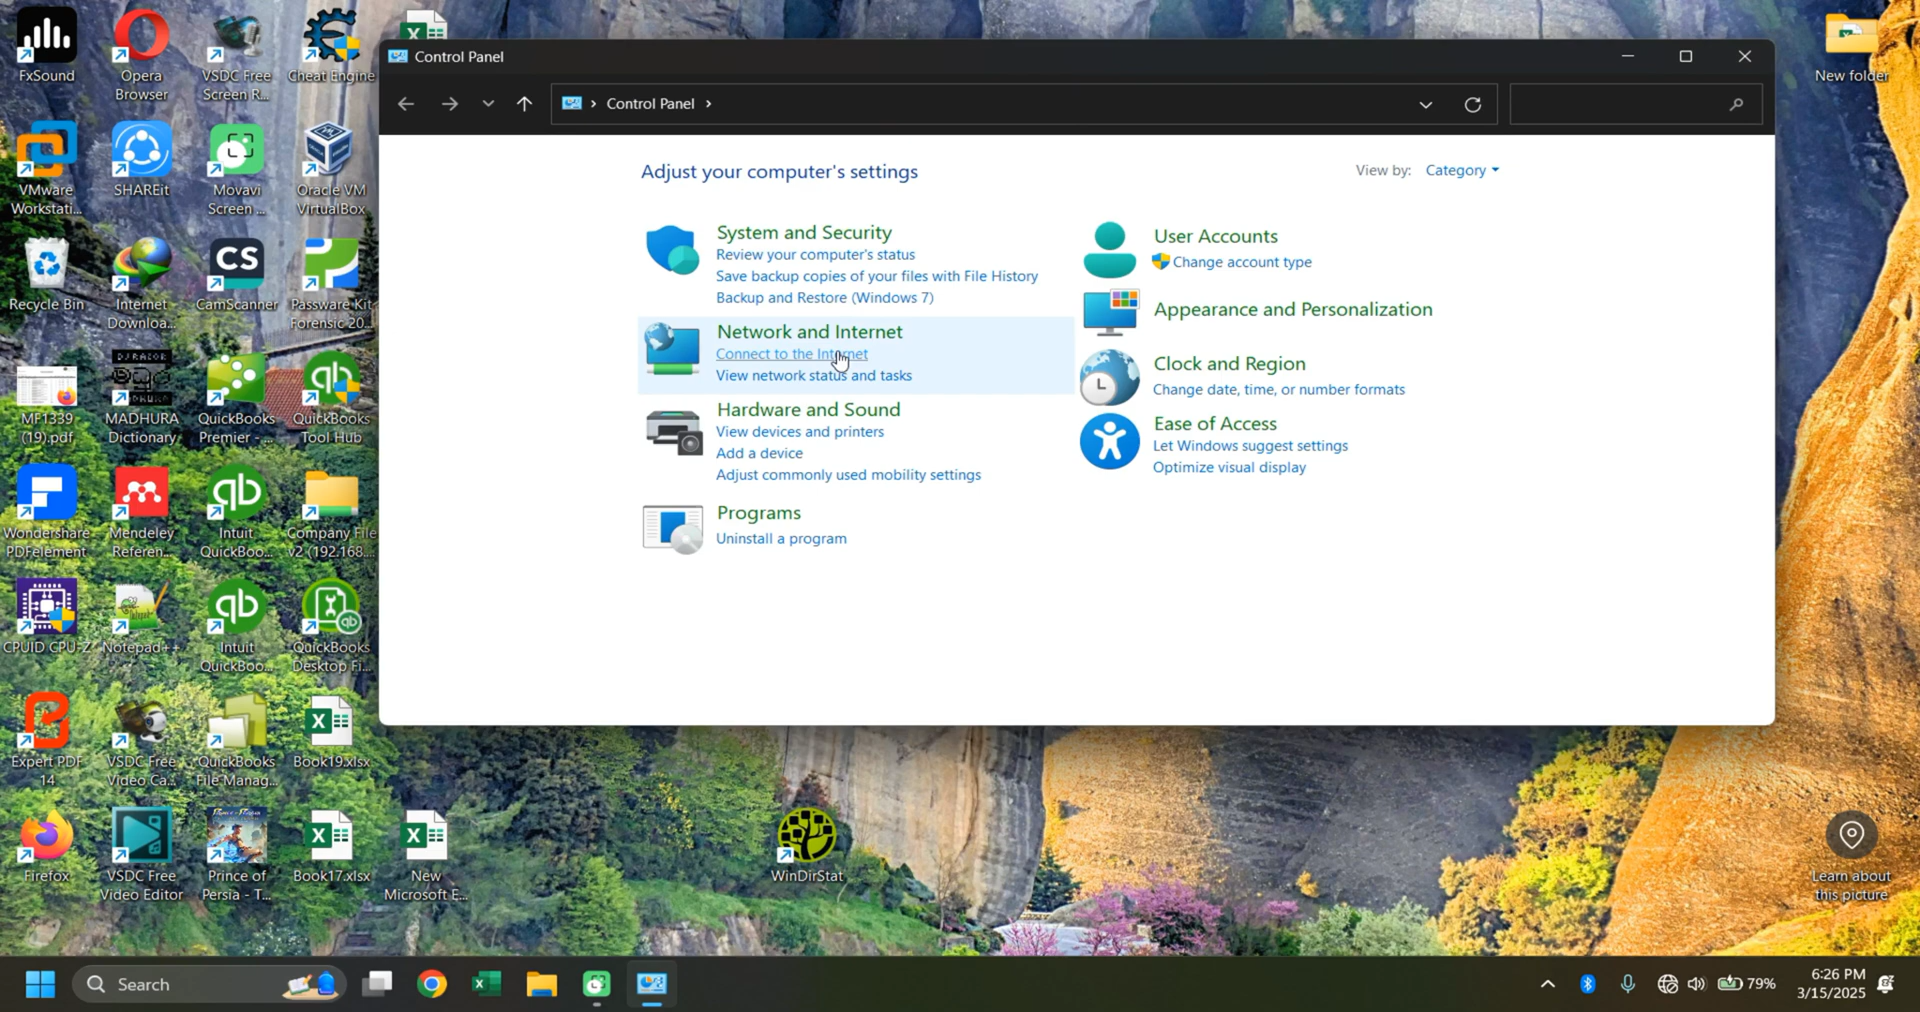 FxSound
Opera
Browser
VSDC Free
Screen R...
Cheat Engine
VMware
Workstati...
SHAREit
Movavi
Screen ...
Oracle VM
VirtualBox
Recycle Bin
Internet
Downloa...
CS
CamScanner
Passware Kit
Forensic 20...
MF1339
(19).pdf
MADHURA
Dictionary
QuickBooks
Premier - ...
QuickBooks
Tool Hub
Wondershare
PDFelement
Mendeley
Referen...
Intuit
QuickBoo...
Company File
v2 (192.168....
CPUID CPU-Z
Notepad++
Intuit
QuickBoo...
QuickBooks
Desktop Fi...
Expert PDF
14
VSDC Free
Video Ca...
QuickBooks
File Manag...
Book19.xlsx
Firefox
VSDC Free
Video Editor
Prince of
Persia - T...
Book17.xlsx
New
Microsoft E...
WinDirStat
New folder
Learn about
this picture
Control Panel
Control Panel
Adjust your computer's settings
View by: Category
System and Security
Review your computer's status
Save backup copies of your files with File History
Backup and Restore (Windows 7)
Network and Internet
Connect to the Internet
View network status and tasks
Hardware and Sound
View devices and printers
Add a device
Adjust commonly used mobility settings
Programs
Uninstall a program
User Accounts
Change account type
Appearance and Personalization
Clock and Region
Change date, time, or number formats
Ease of Access
Let Windows suggest settings
Optimize visual display
Search
79%
6:26 PM
3/15/2025